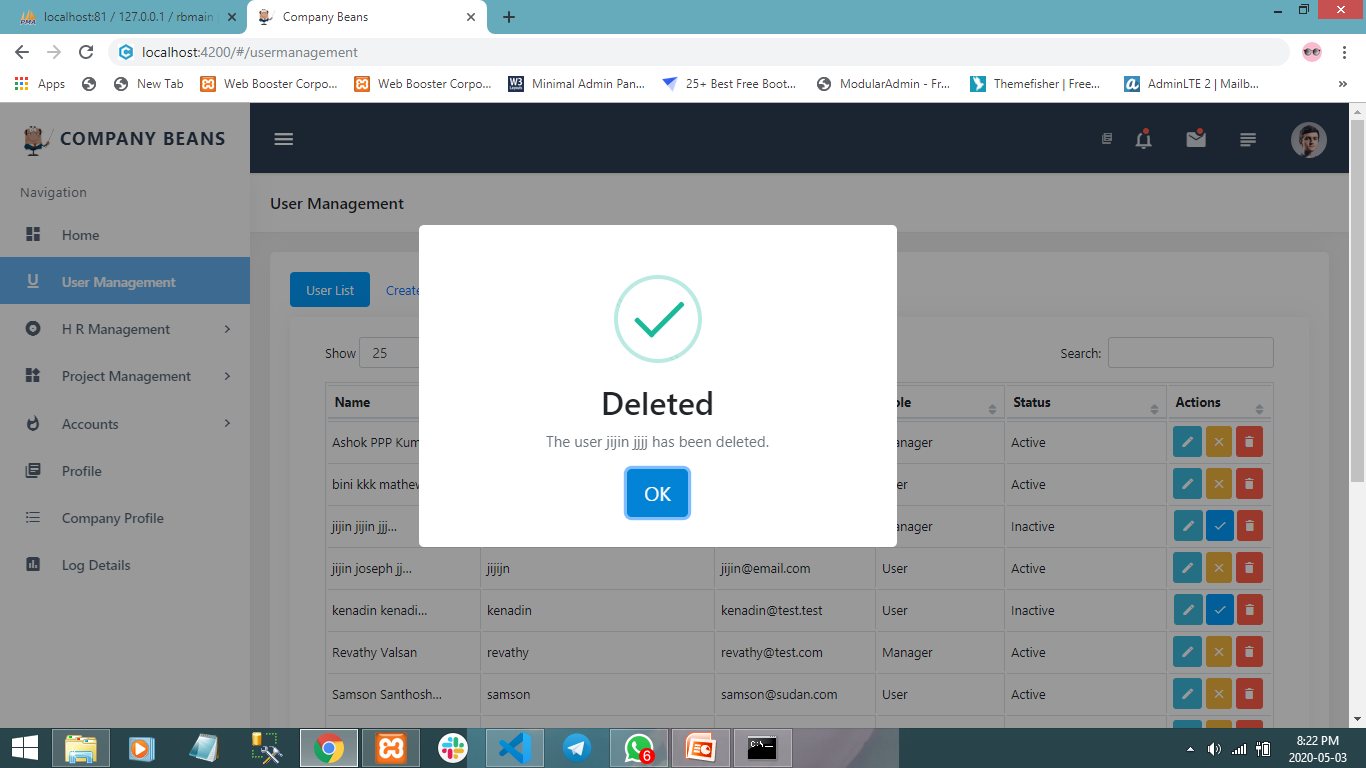 localhost:81 / 127.0.0.1 / rbmain
Company Beans
localhost:4200/#/usermanagement
Apps
New Tab
Web Booster Corpo...
Web Booster Corpo...
Minimal Admin Pan...
25+ Best Free Boot...
ModularAdmin - Fr...
Themefisher | Free...
AdminLTE 2 | Mailb...
»
COMPANY BEANS
Navigation
Home
User Management
H R Management
Project Management
Accounts
Profile
Company Profile
Log Details
User Management
User List
Create
Show 25
Search:
Name
ole
Status
Actions
Ashok PPP Kum
anager
Active
bini kkk mathew
er
Active
jijin jijin jjj...
anager
Inactive
jijin joseph jj...
jijijn
jijin@email.com
User
Active
kenadin kenadi...
kenadin
kenadin@test.test
User
Inactive
Revathy Valsan
revathy
revathy@test.com
Manager
Active
Samson Santhosh...
samson
samson@sudan.com
User
Active
Deleted
The user jijin jjjj has been deleted.
OK
6
8:22 PM
2020-05-03